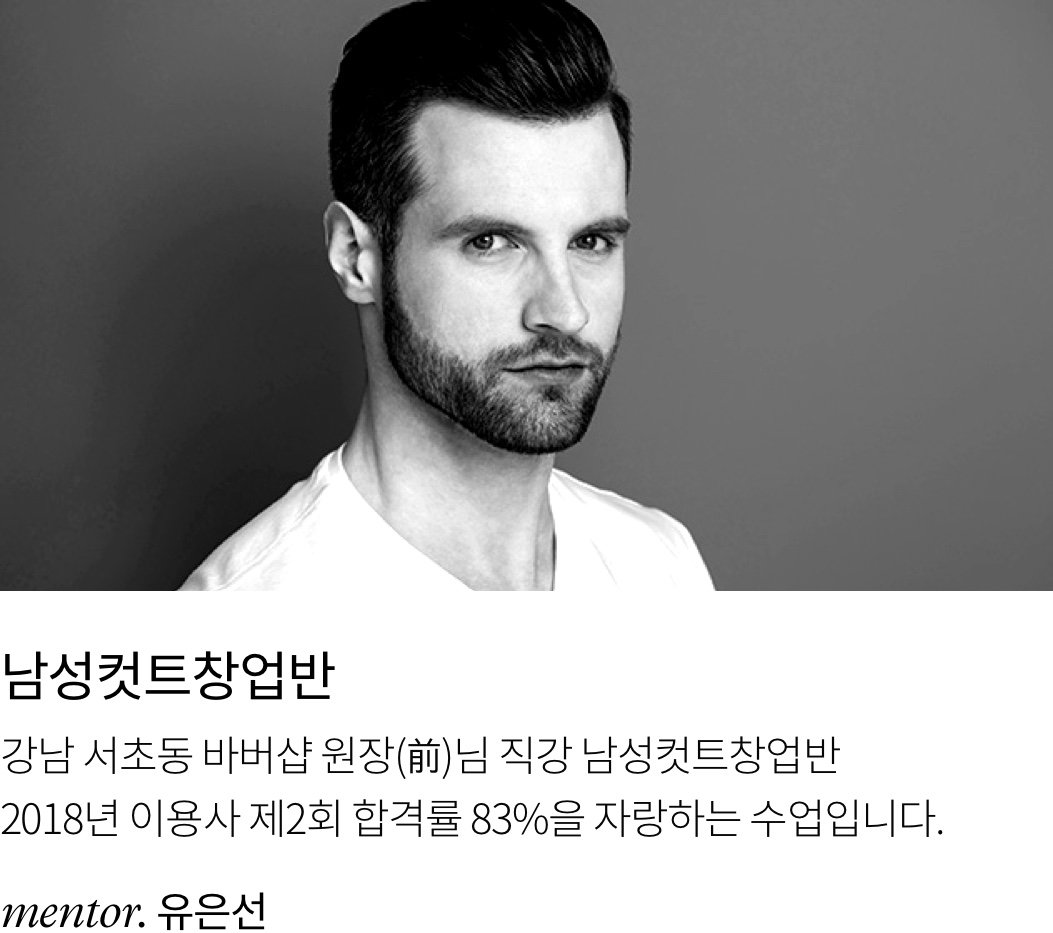 남성컷트창업반
강남 서초동 바버샵 원장(前)님 직강 남성컷트창업반
2018년 이용사 제2회 합격률 83%을 자랑하는 수업입니다.
mentor. 유은선